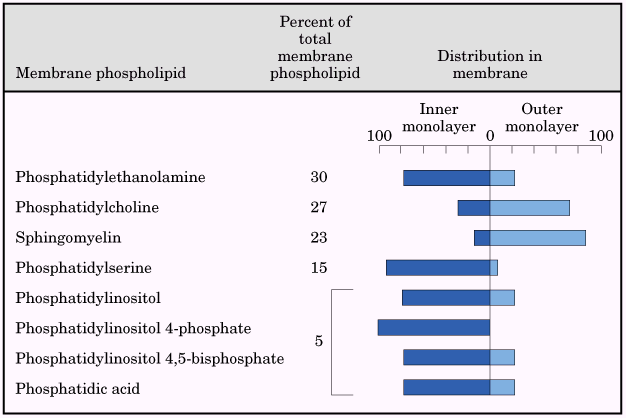 Membrane phospholipid
Percent of
total
membrane
phospholipid
Distribution in
membrane
Inner
monolayer
Outer
monolayer
100 0 100
Phosphatidylethanolamine 30
Phosphatidylcholine 27
Sphingomyelin 23
Phosphatidylserine 15
Phosphatidylinositol
Phosphatidylinositol 4-phosphate
5
Phosphatidylinositol 4,5-bisphosphate
Phosphatidic acid